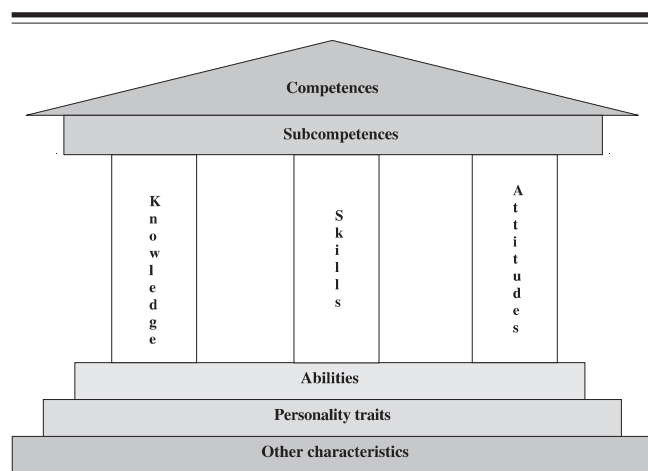 Competences
Subcompetences
Knowledge
Skills
Attitudes
Abilities
Personality traits
Other characteristics